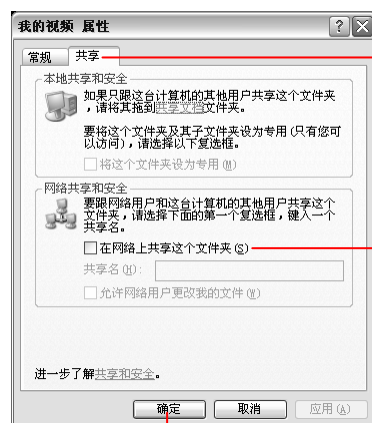 我的视频 属性
常规 共享
本地共享和安全
如果只跟这台计算机的其他用户共享这个文件夹
，请将其拖到共享文档文件夹。
要将这个文件夹及其子文件夹设为专用(只有您可
以访问)，请选择以下复选框。
将这个文件夹设为专用(M)
网络共享和安全
要跟网络用户和这台计算机的其他用户共享这个
文件夹，请选择下面的第一个复选框，键入一个
共享名。
在网络上共享这个文件夹(S)
共享名(H):
允许网络用户更改我的文件(W)
进一步了解共享和安全。
确定 取消 应用(A)